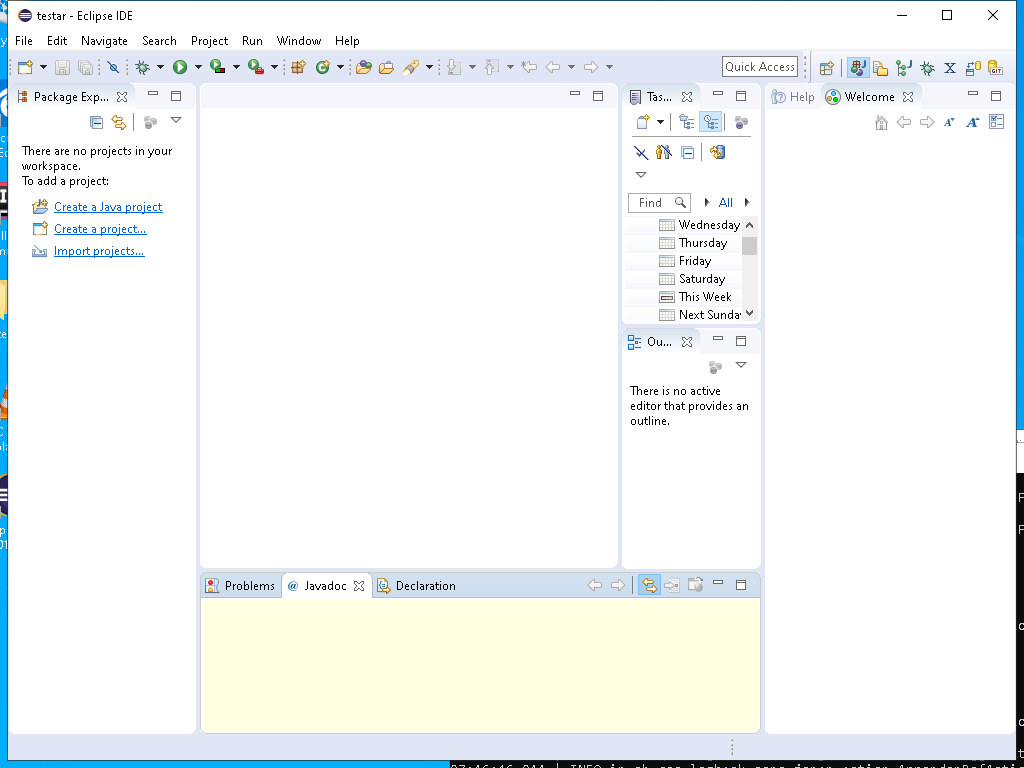 testar - Eclipse IDE
File Edit Navigate Search Project Run Window Help
Quick Access
Package Exp...
There are no projects in your
workspace.
To add a project:
Create a Java project
Create a project...
Import projects...
Tas...
Find
All
Wednesday
Thursday
Friday
Saturday
This Week
Next Sunda
Ou...
There is no active
editor that provides an
outline.
Help
Welcome
Problems
@ Javadoc
Declaration